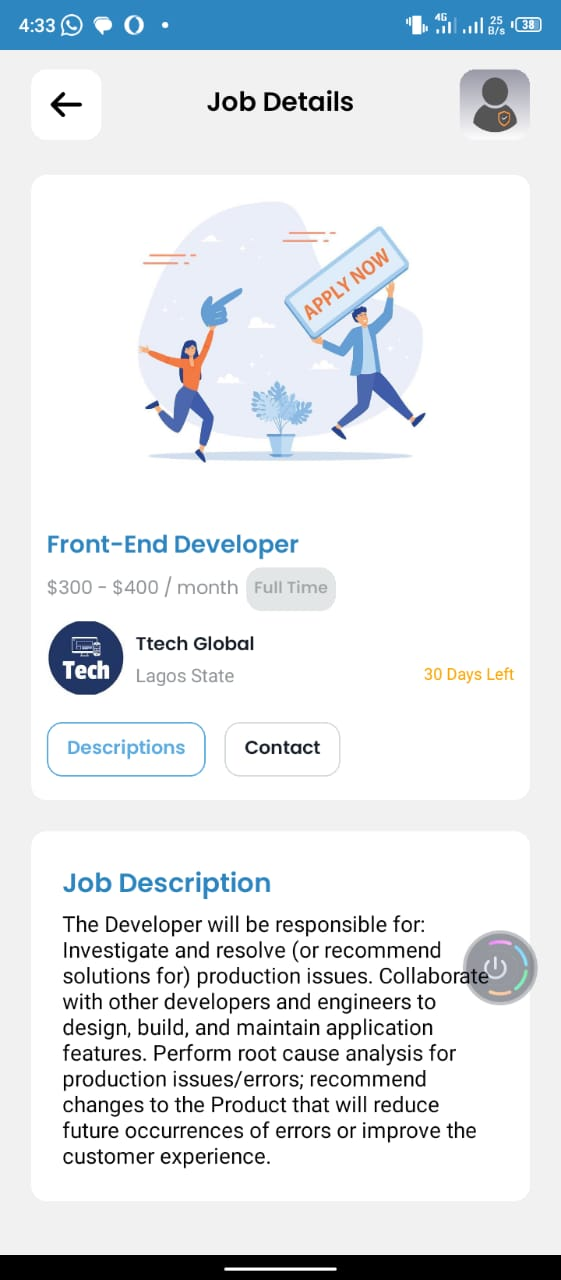 4:33
4G
25
B/s
38
Job Details
APPLY NOW
Front-End Developer
$300 - $400 / month Full Time
Tech
Ttech Global
Lagos State
30 Days Left
Descriptions
Contact
Job Description
The Developer will be responsible for:
Investigate and resolve (or recommend
solutions for) production issues. Collaborate
with other developers and engineers to
design, build, and maintain application
features. Perform root cause analysis for
production issues/errors; recommend
changes to the Product that will reduce
future occurrences of errors or improve the
customer experience.